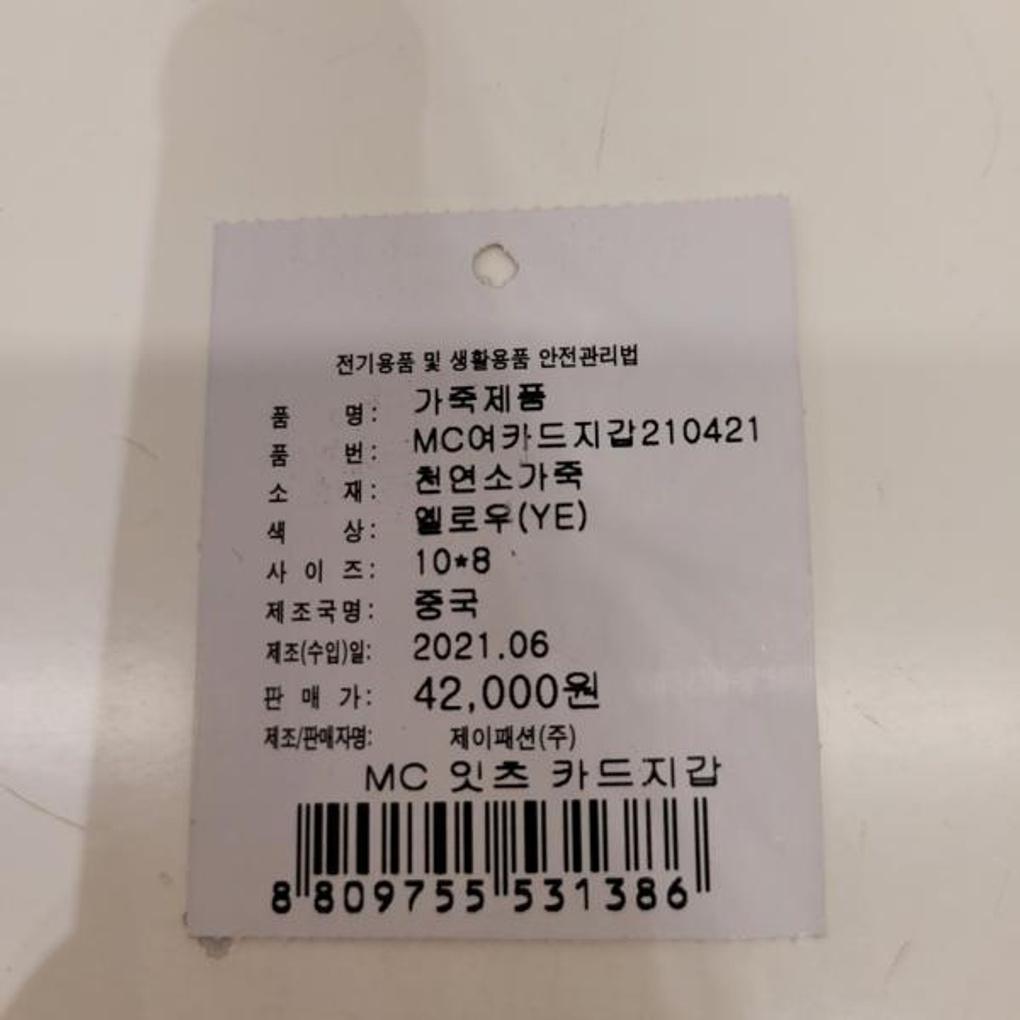 전기용품 및 생활용품 안전관리법
품 명: 가죽제품
품 번: MC여카드지갑210421
소 재: 천연소가죽
색 상: 옐로우(YE)
사 이 즈: 10*8
제조국명: 중국
제조(수입)일: 2021.06
판 매 가: 42,000원
제조/판매자명: 제이패션(주)
MC 잇츠 카드지갑
8 809755 531386